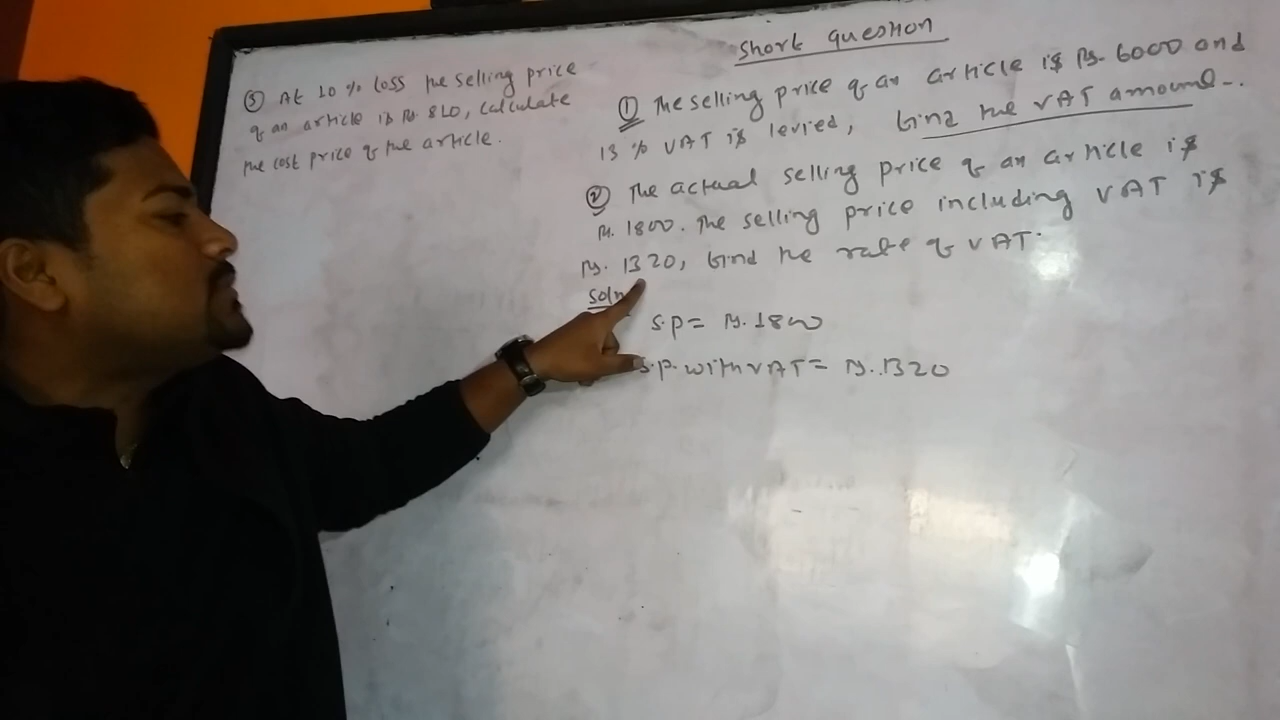 Short question
① The selling price of an article is Rs. 6000 and
13 % VAT is levied, find the VAT amount.
② The actual selling price of an article is
Rs. 1800. The selling price including VAT is
Rs. 1320, find the rate of VAT.
Soln
S.P = Rs. 1800
S.P. with VAT = Rs. 1320
③ At 10 % loss the selling price
of an article is Rs. 810, calculate
the cost price of the article.